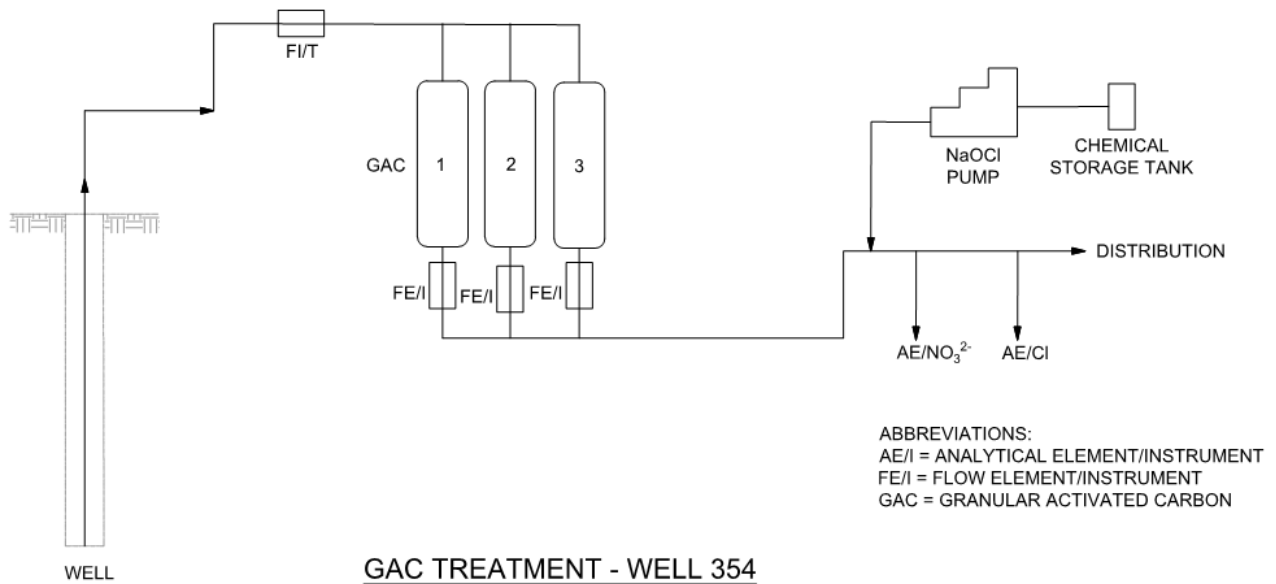 FI/T
GAC
1
2
3
FE/I
FE/I
FE/I
NaOCl
PUMP
CHEMICAL
STORAGE TANK
DISTRIBUTION
AE/NO₃²⁻
AE/Cl
ABBREVIATIONS:
AE/I = ANALYTICAL ELEMENT/INSTRUMENT
FE/I = FLOW ELEMENT/INSTRUMENT
GAC = GRANULAR ACTIVATED CARBON
WELL
GAC TREATMENT - WELL 354